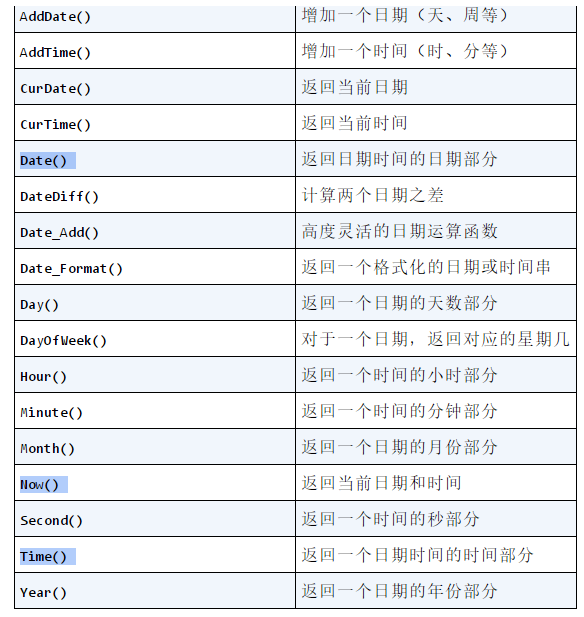 AddDate() 增加一个日期（天、周等）
AddTime() 增加一个时间（时、分等）
CurDate() 返回当前日期
CurTime() 返回当前时间
Date() 返回日期时间的日期部分
DateDiff() 计算两个日期之差
Date_Add() 高度灵活的日期运算函数
Date_Format() 返回一个格式化的日期或时间串
Day() 返回一个日期的天数部分
DayOfWeek() 对于一个日期，返回对应的星期几
Hour() 返回一个时间的小时部分
Minute() 返回一个时间的分钟部分
Month() 返回一个日期的月份部分
Now() 返回当前日期和时间
Second() 返回一个时间的秒部分
Time() 返回一个日期时间的时间部分
Year() 返回一个日期的年份部分